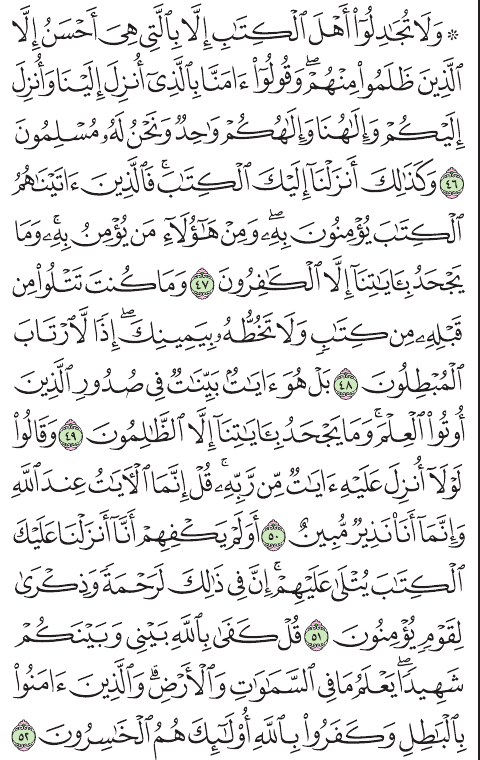 ۞ وَلَا تُجَٰدِلُوٓا۟ أَهْلَ ٱلْكِتَٰبِ إِلَّا بِٱلَّتِى هِىَ أَحْسَنُ إِلَّا
ٱلَّذِينَ ظَلَمُوا۟ مِنْهُمْ ۖ وَقُولُوٓا۟ ءَامَنَّا بِٱلَّذِىٓ أُنزِلَ إِلَيْنَا وَأُنزِلَ
إِلَيْكُمْ وَإِلَٰهُنَا وَإِلَٰهُكُمْ وَٰحِدٌ وَنَحْنُ لَهُۥ مُسْلِمُونَ
٤٦ وَكَذَٰلِكَ أَنزَلْنَآ إِلَيْكَ ٱلْكِتَٰبَ ۚ فَٱلَّذِينَ ءَاتَيْنَٰهُمُ
ٱلْكِتَٰبَ يُؤْمِنُونَ بِهِۦ ۖ وَمِنْ هَٰٓؤُلَآءِ مَن يُؤْمِنُ بِهِۦ ۚ وَمَا
يَجْحَدُ بِـَٔايَٰتِنَآ إِلَّا ٱلْكَٰفِرُونَ ٤٧ وَمَا كُنتَ تَتْلُوا۟ مِن
قَبْلِهِۦ مِن كِتَٰبٍ وَلَا تَخُطُّهُۥ بِيَمِينِكَ ۖ إِذًا لَّٱرْتَابَ
ٱلْمُبْطِلُونَ ٤٨ بَلْ هُوَ ءَايَٰتٌۢ بَيِّنَٰتٌ فِى صُدُورِ ٱلَّذِينَ
أُوتُوا۟ ٱلْعِلْمَ ۚ وَمَا يَجْحَدُ بِـَٔايَٰتِنَآ إِلَّا ٱلظَّٰلِمُونَ ٤٩ وَقَالُوا۟
لَوْلَآ أُنزِلَ عَلَيْهِ ءَايَٰتٌ مِّن رَّبِّهِۦ ۖ قُلْ إِنَّمَا ٱلْـَٔايَٰتُ عِندَ ٱللَّهِ
وَإِنَّمَآ أَنَا۠ نَذِيرٌ مُّبِينٌ ٥٠ أَوَلَمْ يَكْفِهِمْ أَنَّآ أَنزَلْنَا عَلَيْكَ
ٱلْكِتَٰبَ يُتْلَىٰ عَلَيْهِمْ ۚ إِنَّ فِى ذَٰلِكَ لَرَحْمَةً وَذِكْرَىٰ
لِقَوْمٍ يُؤْمِنُونَ ٥١ قُلْ كَفَىٰ بِٱللَّهِ بَيْنِى وَبَيْنَكُمْ
شَهِيدًا ۖ يَعْلَمُ مَا فِى ٱلسَّمَٰوَٰتِ وَٱلْأَرْضِ ۗ وَٱلَّذِينَ ءَامَنُوا۟
بِٱلْبَٰطِلِ وَكَفَرُوا۟ بِٱللَّهِ أُو۟لَٰٓئِكَ هُمُ ٱلْخَٰسِرُونَ ٥٢